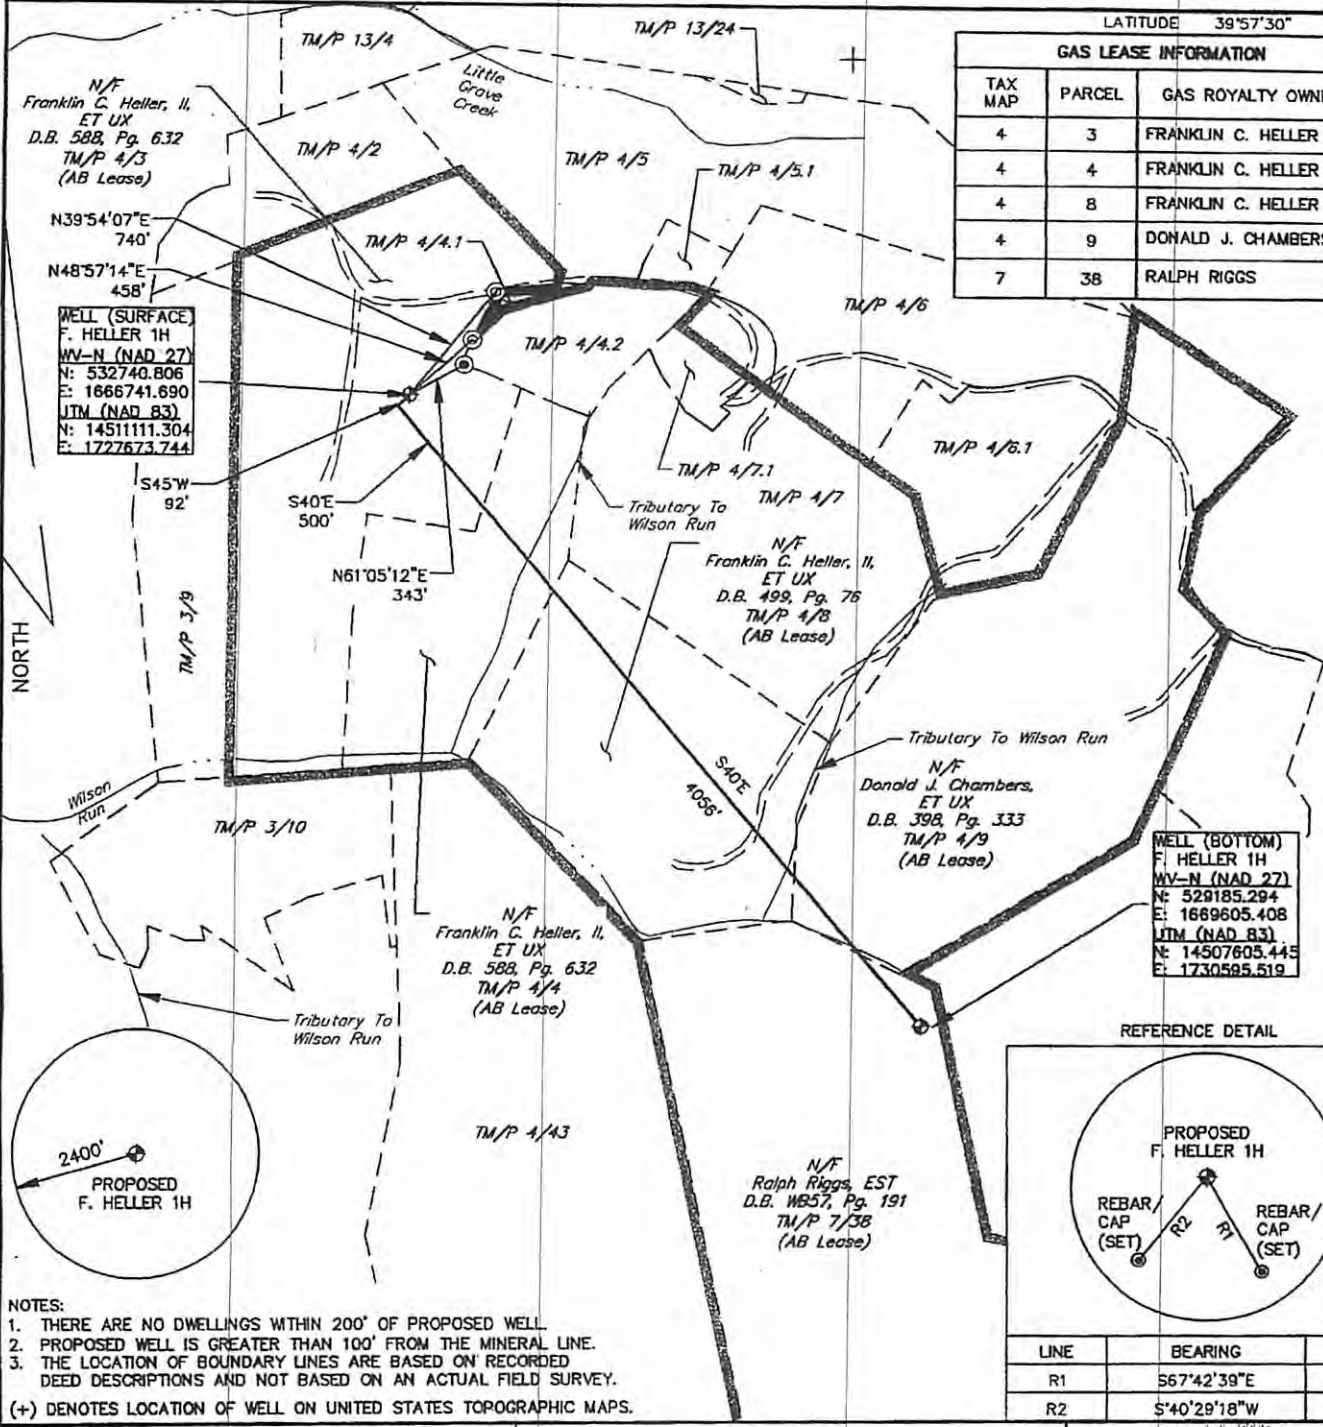 LATITUDE 39°57'30"
GAS LEASE INFORMATION
TAX MAP PARCEL GAS ROYALTY OWN
4 3 FRANKLIN C. HELLER
4 4 FRANKLIN C. HELLER
4 8 FRANKLIN C. HELLER
4 9 DONALD J. CHAMBERS
7 38 RALPH RIGGS
TM/P 13/4
TM/P 13/24
Little
Grave
Creek
N/F
Franklin C. Heller, II,
ET UX
D.B. 588, Pg. 632
TM/P 4/3
(AB Lease)
TM/P 4/2
TM/P 4/5
TM/P 4/5.1
N39°54'07"E
740'
TM/P 4/4.1
N48°57'14"E
458'
TM/P 4/6
WELL (SURFACE)
F. HELLER 1H
WV-N (NAD 27)
N: 532740.806
E: 1666741.690
UTM (NAD 83)
N: 14511111.304
E: 1727673.744
TM/P 4/4.2
TM/P 4/6.1
TM/P 4/7.1
TM/P 4/7
S45°W
92'
S40°E
500'
Tributary To
Wilson Run
N61°05'12"E
343'
N/F
Franklin C. Heller, II,
ET UX
D.B. 499, Pg. 76
TM/P 4/8
(AB Lease)
TM/P 3/9
NORTH
Tributary To Wilson Run
S40°E
4056'
N/F
Donald J. Chambers,
ET UX
D.B. 398, Pg. 333
TM/P 4/9
(AB Lease)
Wilson
Run
TM/P 3/10
WELL (BOTTOM)
F. HELLER 1H
WV-N (NAD 27)
N: 529185.294
E: 1669605.408
UTM (NAD 83)
N: 14507605.445
E: 1730595.519
N/F
Franklin C. Heller, II,
ET UX
D.B. 588, Pg. 632
TM/P 4/4
(AB Lease)
Tributary To
Wilson Run
REFERENCE DETAIL
PROPOSED
F. HELLER 1H
REBAR/
CAP
(SET)
R2
R1
REBAR/
CAP
(SET)
2400'
PROPOSED
F. HELLER 1H
TM/P 4/43
N/F
Ralph Riggs, EST
D.B. WB57, Pg. 191
TM/P 7/38
(AB Lease)
NOTES:
1. THERE ARE NO DWELLINGS WITHIN 200' OF PROPOSED WELL
2. PROPOSED WELL IS GREATER THAN 100' FROM THE MINERAL LINE.
3. THE LOCATION OF BOUNDARY LINES ARE BASED ON RECORDED
DEED DESCRIPTIONS AND NOT BASED ON AN ACTUAL FIELD SURVEY.
(+) DENOTES LOCATION OF WELL ON UNITED STATES TOPOGRAPHIC MAPS.
LINE BEARING
R1 S67°42'39"E
R2 S°40°29'18"W